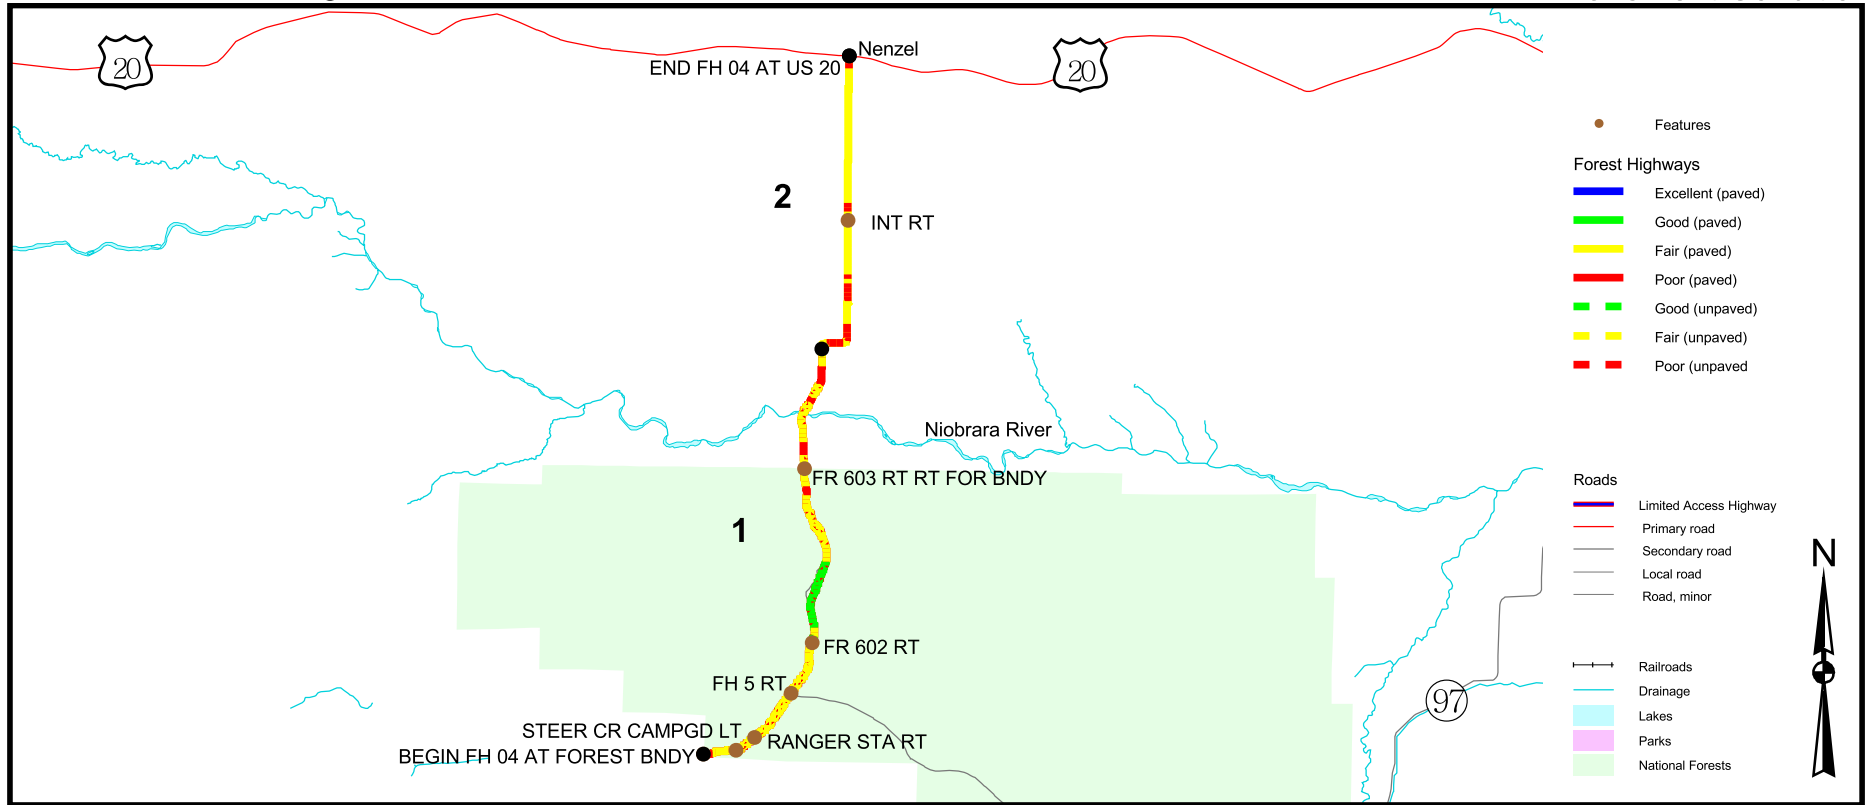 Nenzel
20
END FH 04 AT US 20
20
Features
Forest Highways
2
Excellent (paved)
INT RT
Good (paved)
Fair (paved)
Poor (paved)
Good (unpaved)
Fair (unpaved)
Poor (unpaved
Niobrara River
FR 603 RT RT FOR BNDY
Roads
Limited Access Highway
1
Primary road
Secondary road
N
Local road
Road, minor
FR 602 RT
Railroads
FH 5 RT
Drainage
97
Lakes
STEER CR CAMPGD LT
RANGER STA RT
Parks
BEGIN FH 04 AT FOREST BNDY
National Forests